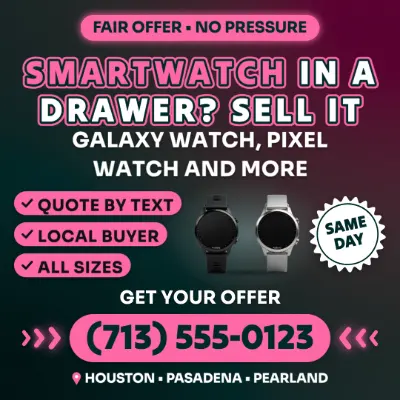 FAIR OFFER • NO PRESSURE
SMARTWATCH IN A
DRAWER? SELL IT
GALAXY WATCH, PIXEL
WATCH AND MORE
QUOTE BY TEXT
LOCAL BUYER
ALL SIZES
SAME
DAY
GET YOUR OFFER
(713) 555-0123
HOUSTON • PASADENA • PEARLAND